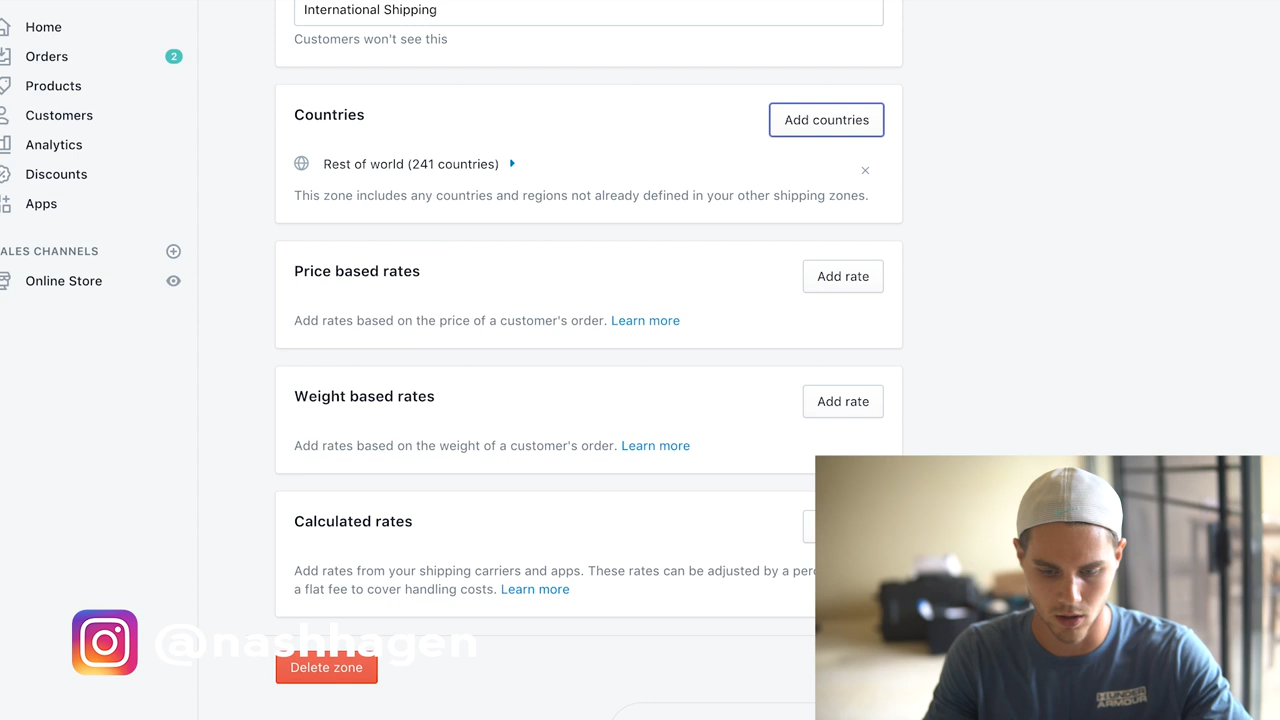 Home
International Shipping
Customers won't see this
Orders
2
Products
Customers
Analytics
Discounts
Apps
ALES CHANNELS
Online Store
Countries
Add countries
Rest of world (241 countries)
This zone includes any countries and regions not already defined in your other shipping zones.
Price based rates
Add rate
Add rates based on the price of a customer's order. Learn more
Weight based rates
Add rate
Add rates based on the weight of a customer's order. Learn more
Calculated rates
Add rates from your shipping carriers and apps. These rates can be adjusted by a per
a flat fee to cover handling costs. Learn more
@nashhagen
Delete zone
UNDER
ARMOUR